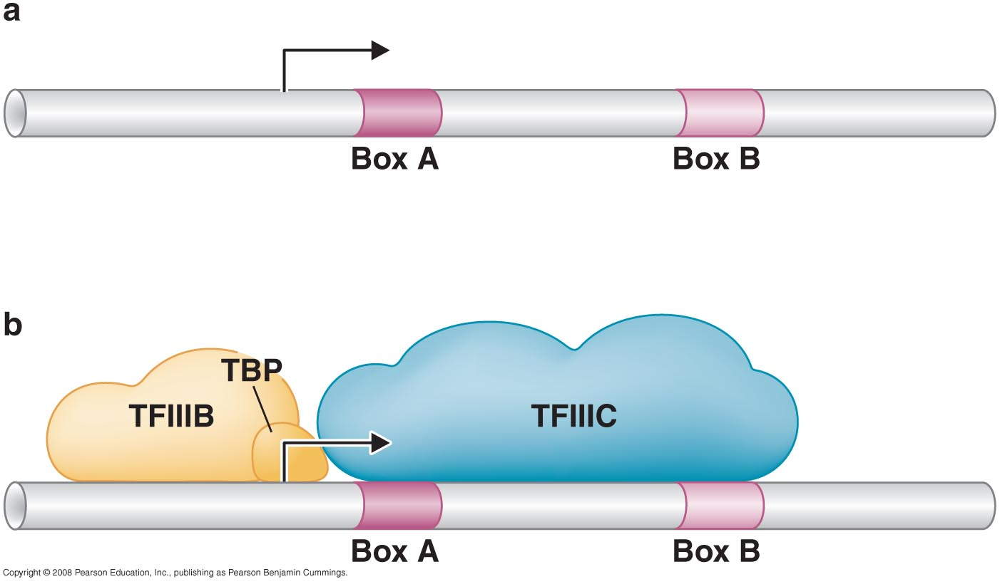 a
Box A
Box B
b
TBP
TFIIIB
TFIIIC
Box A
Box B
Copyright © 2008 Pearson Education, Inc., publishing as Pearson Benjamin Cummings.